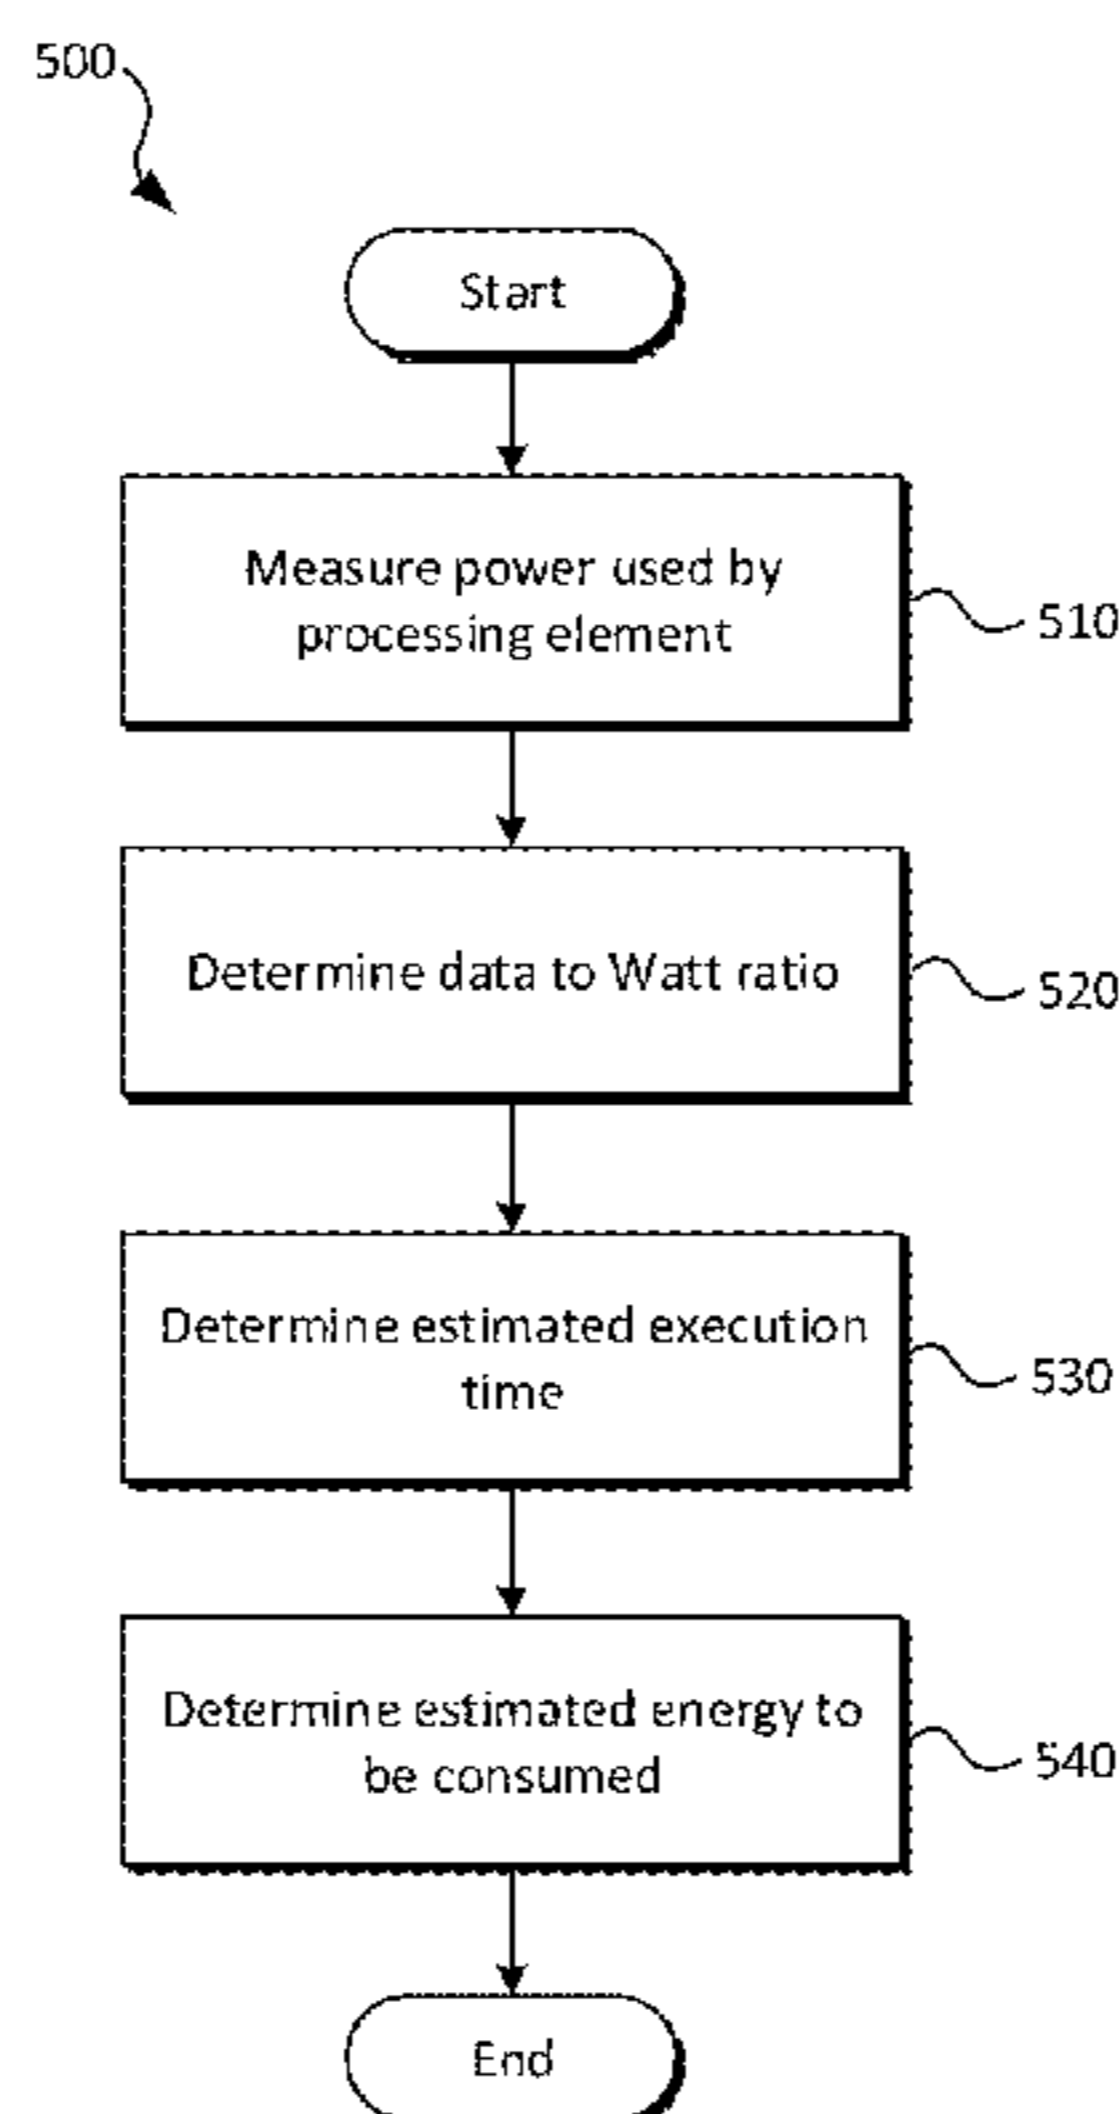 500
Start
Measure power used by
processing element
510
Determine data to Watt ratio
520
Determine estimated execution
time
530
Determine estimated energy to
be consumed
540
End